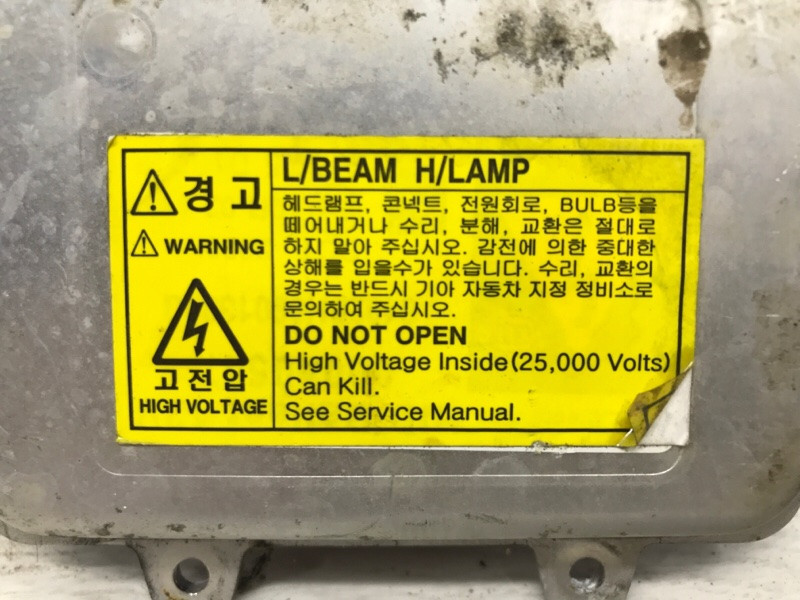 경 고
WARNING
고전압
HIGH VOLTAGE
L/BEAM H/LAMP
헤드램프, 콘넥트, 전원회로, BULB등을
떼어내거나 수리, 분해, 교환은 절대로
하지 말아 주십시오. 감전에 의한 중대한
상해를 입을수가 있습니다. 수리, 교환의
경우는 반드시 기아 자동차 지정 정비소로
문의하여 주십시오.
DO NOT OPEN
High Voltage Inside(25,000 Volts)
Can Kill.
See Service Manual.